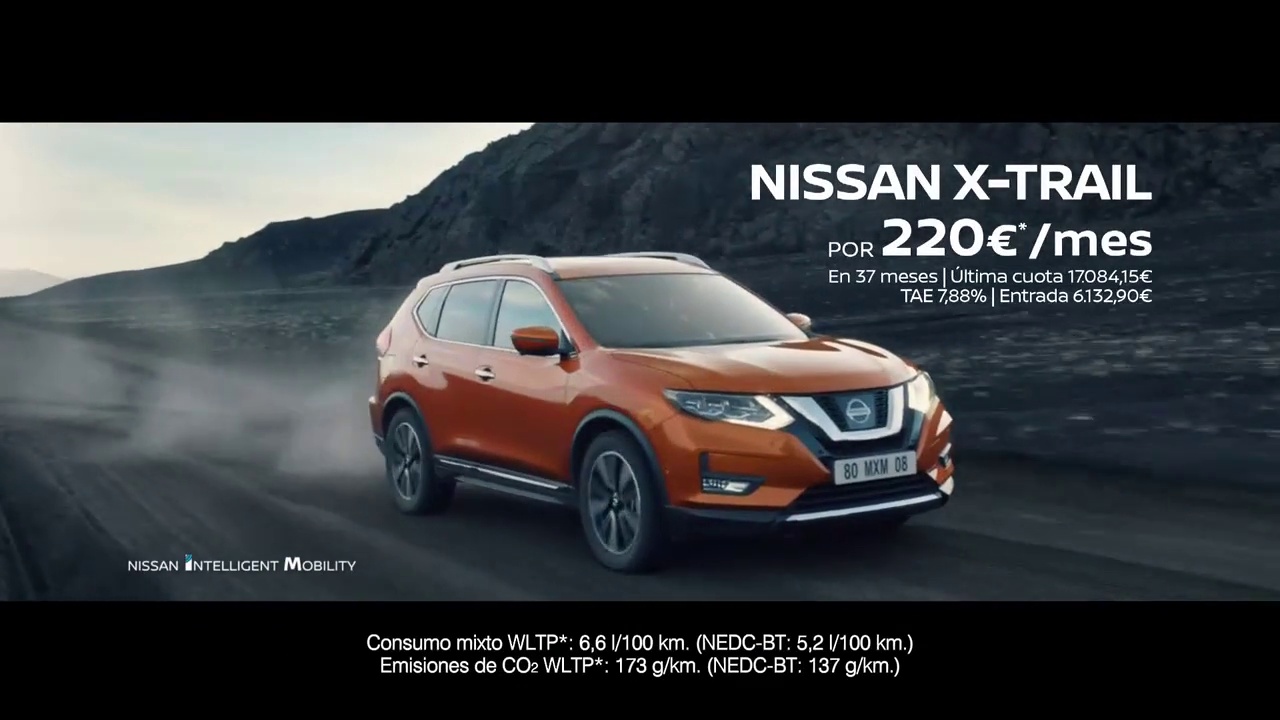 NISSAN X-TRAIL
POR 220€*/mes
En 37 meses | Última cuota 17.084,15€
TAE 7,88% | Entrada 6.132,90€
80 MXM 08
NISSAN INTELLIGENT MOBILITY
Consumo mixto WLTP*: 6,6 l/100 km. (NEDC-BT: 5,2 l/100 km.)
Emisiones de CO2 WLTP*: 173 g/km. (NEDC-BT: 137 g/km.)